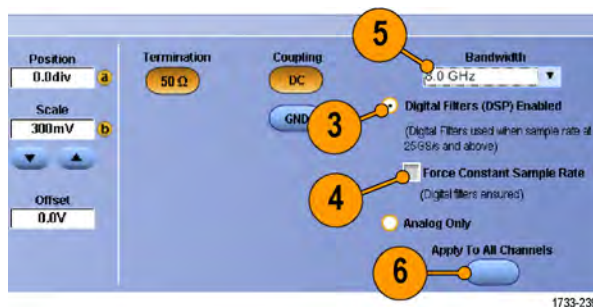 5
Position
0.0div
a
Scale
300mV
b
Offset
0.0V
Termination
50 Ω
Coupling
DC
GND
Bandwidth
8.0 GHz
3
Digital Filters (DSP) Enabled
(Digital Filters used when sample rate at
25GS/s and above)
4
Force Constant Sample Rate
(Digital filters ensured)
Analog Only
Apply To All Channels
6